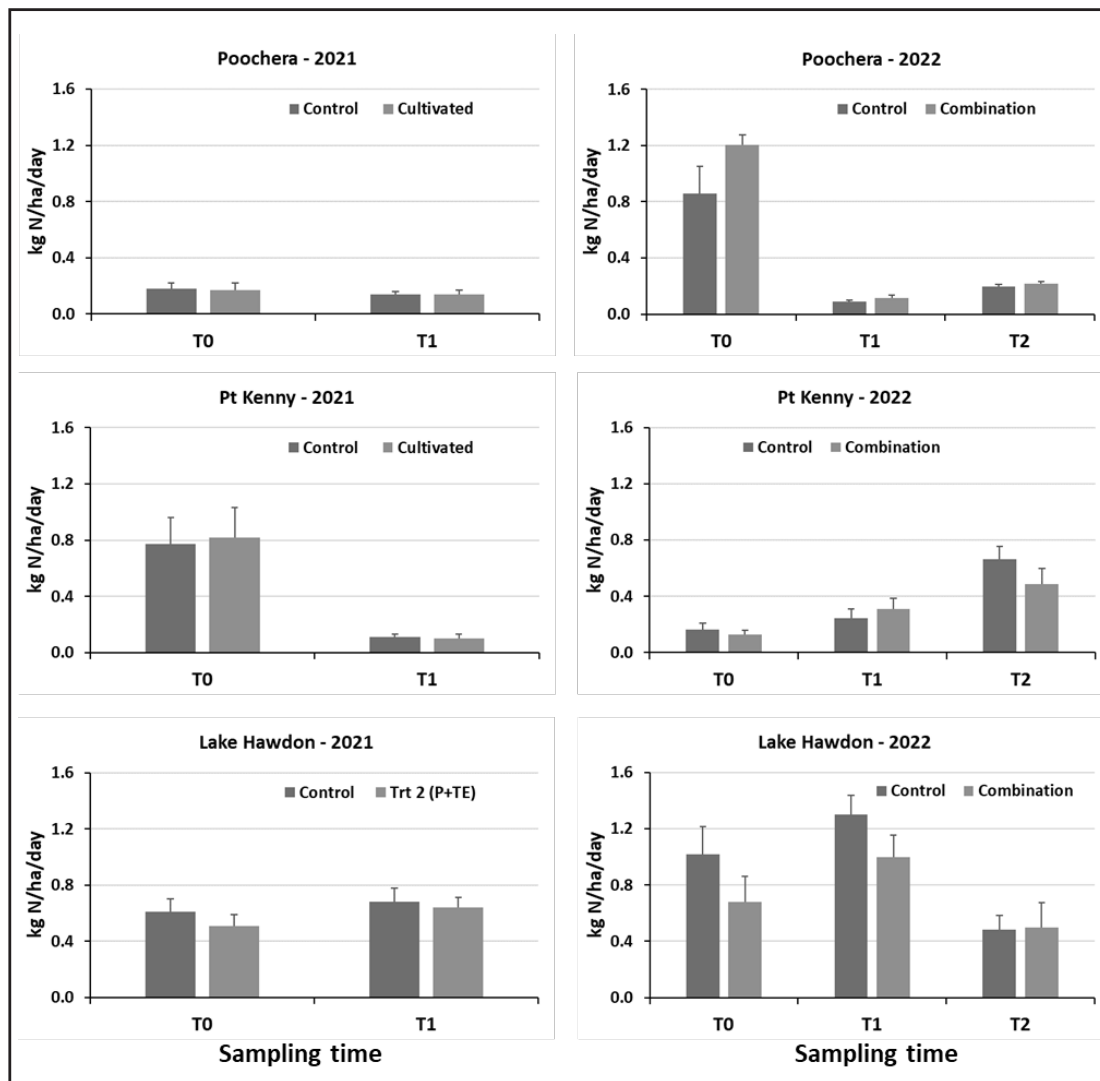 Poochera - 2021
Control Cultivated
kg N/ha/day
1.6
1.2
0.8
0.4
0.0
T0 T1
Poochera - 2022
Control Combination
kg N/ha/day
1.6
1.2
0.8
0.4
0.0
T0 T1 T2
Pt Kenny - 2021
Control Cultivated
kg N/ha/day
1.6
1.2
0.8
0.4
0.0
T0 T1
Pt Kenny - 2022
Control Combination
kg N/ha/day
1.6
1.2
0.8
0.4
0.0
T0 T1 T2
Lake Hawdon - 2021
Control Trt 2 (P+TE)
kg N/ha/day
1.6
1.2
0.8
0.4
0.0
T0 T1
Sampling time
Lake Hawdon - 2022
Control Combination
kg N/ha/day
1.6
1.2
0.8
0.4
0.0
T0 T1 T2
Sampling time